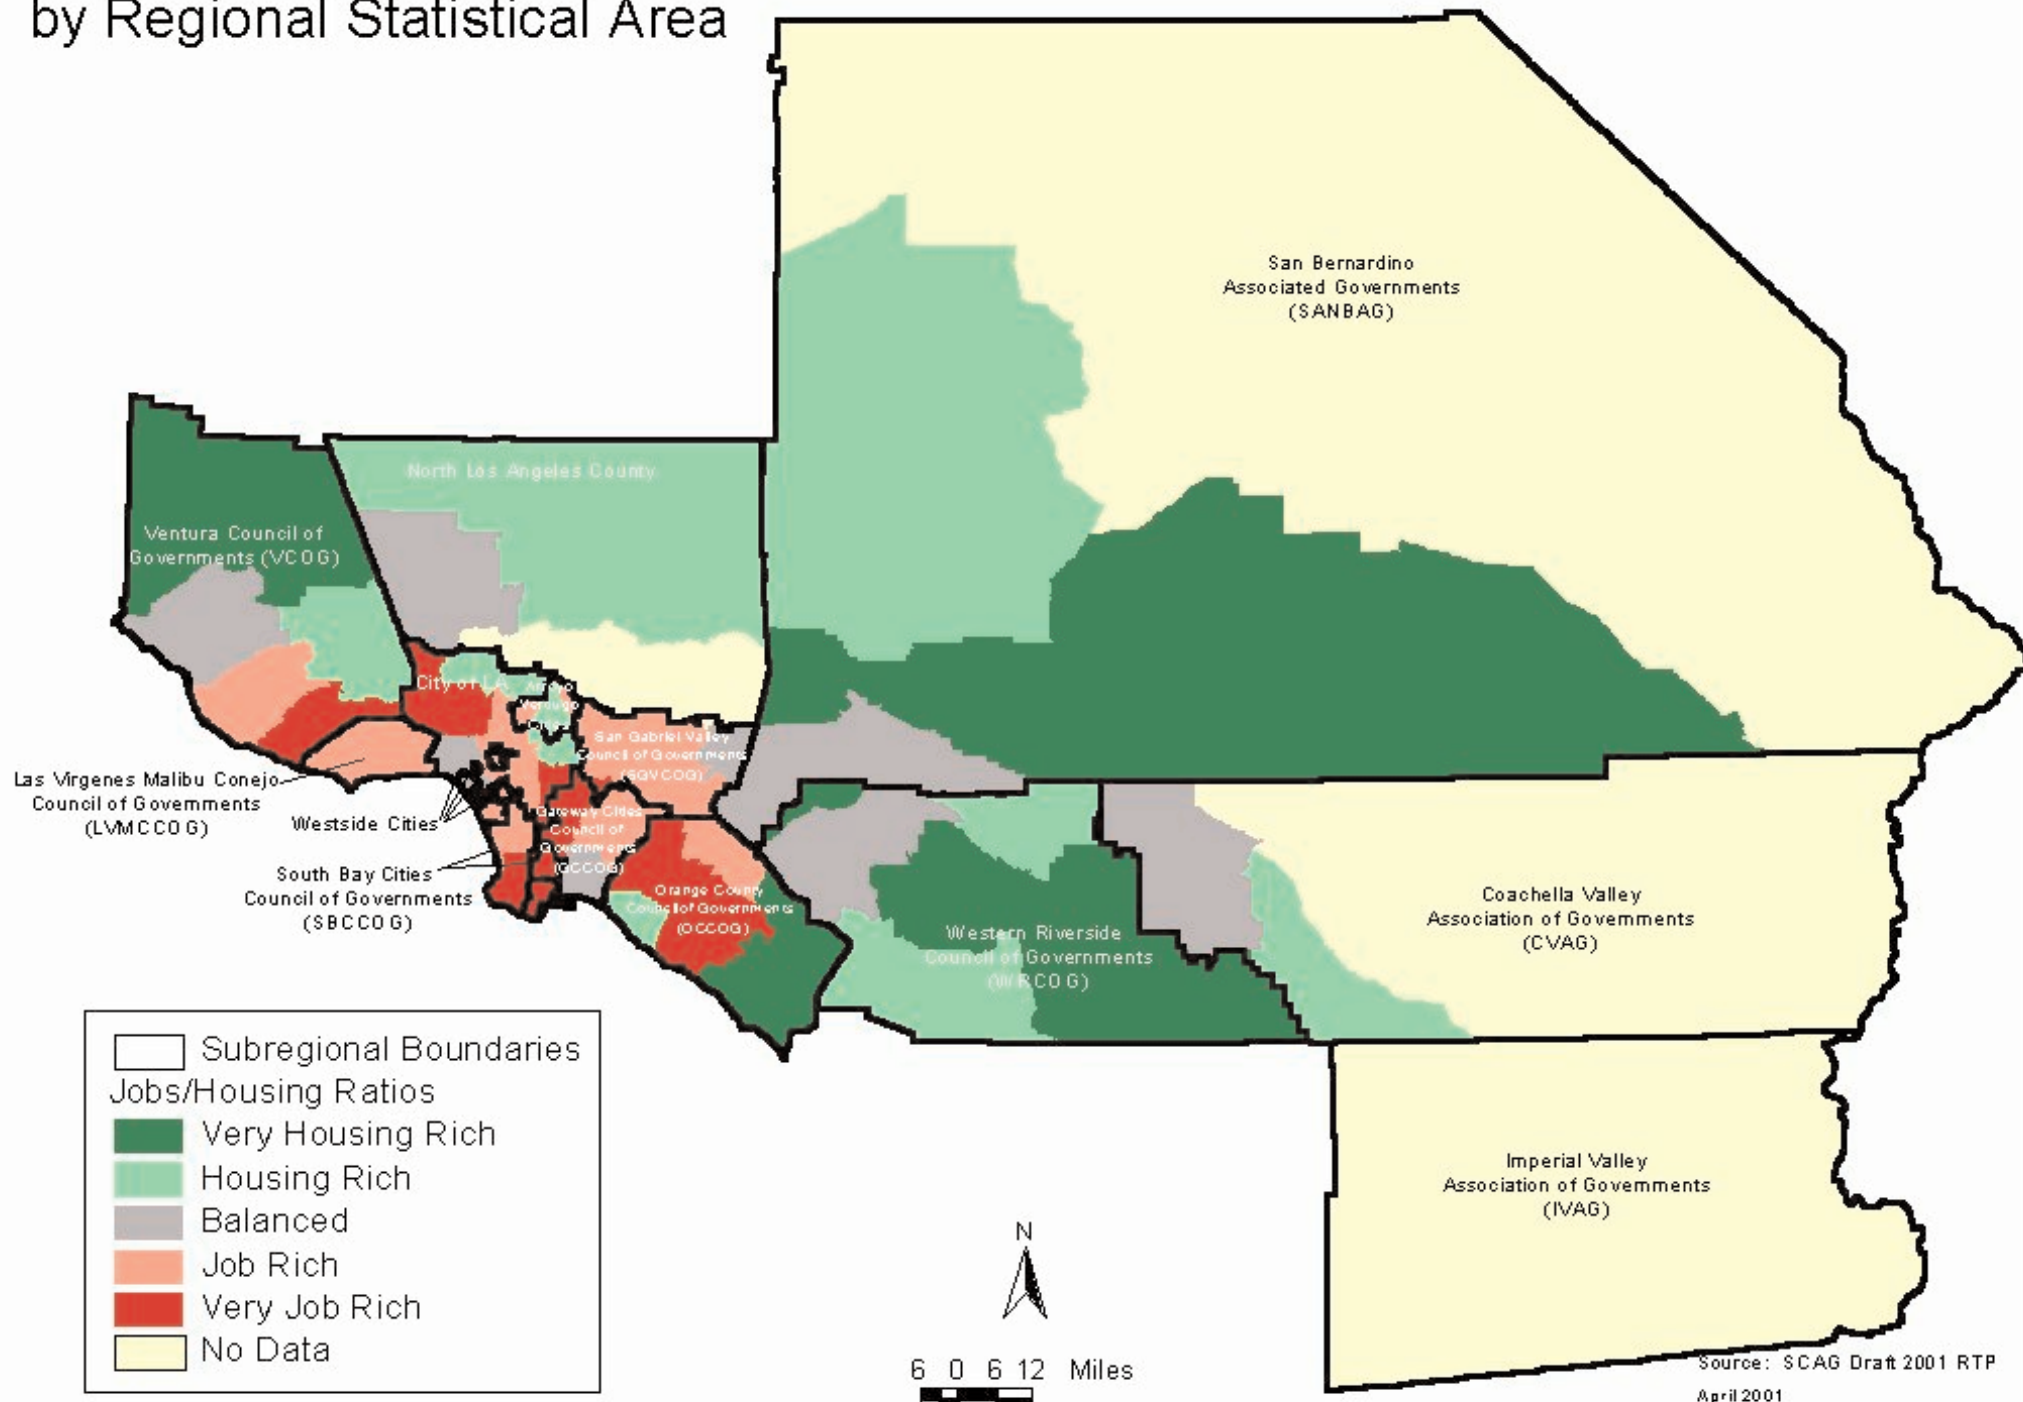 by Regional Statistical Area
San Bernardino
Associated Governments
(SANBAG)
North Los Angeles County
Ventura Council of
Governments (VCOG)
City of LA
Arroyo
Verdugo
Cities
San Gabriel Valley
Council of Governments
(SGVCOG)
Las Virgenes Malibu Conejo
Council of Governments
(LVMCCOG)
Westside Cities
Gateway Cities
Council of
Governments
(GCCOG)
South Bay Cities
Council of Governments
(SBCCOG)
Orange County
Council of Governments
(OCCOG)
Western Riverside
Council of Governments
(WRCOG)
Coachella Valley
Association of Governments
(CVAG)
Imperial Valley
Association of Governments
(IVAG)
Subregional Boundaries
Jobs/Housing Ratios
Very Housing Rich
Housing Rich
Balanced
Job Rich
Very Job Rich
No Data
N
6 0 6 12 Miles
Source: SCAG Draft 2001 RTP
April 2001